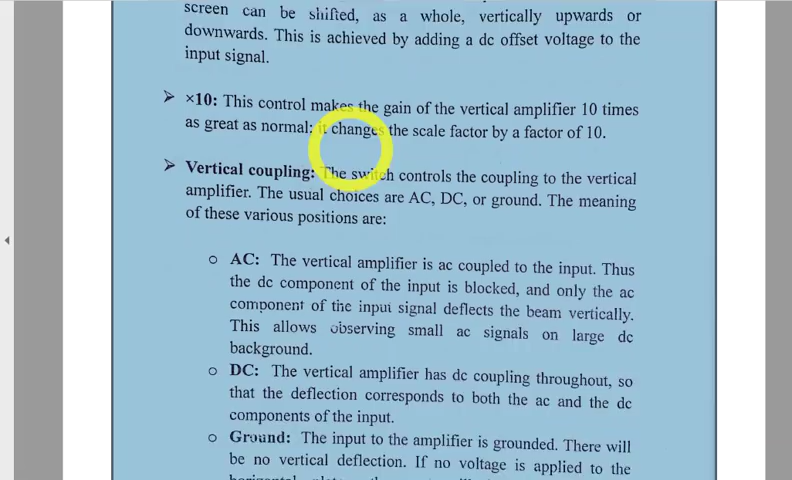 screen can be shifted, as a whole, vertically upwards or
downwards. This is achieved by adding a dc offset voltage to the
input signal.
➢ ×10: This control makes the gain of the vertical amplifier 10 times
as great as normal; it changes the scale factor by a factor of 10.
➢ Vertical coupling: The switch controls the coupling to the vertical
amplifier. The usual choices are AC, DC, or ground. The meaning
of these various positions are:
o AC: The vertical amplifier is ac coupled to the input. Thus
the dc component of the input is blocked, and only the ac
component of the input signal deflects the beam vertically.
This allows observing small ac signals on large dc
background.
o DC: The vertical amplifier has dc coupling throughout, so
that the deflection corresponds to both the ac and the dc
components of the input.
o Ground: The input to the amplifier is grounded. There will
be no vertical deflection. If no voltage is applied to the